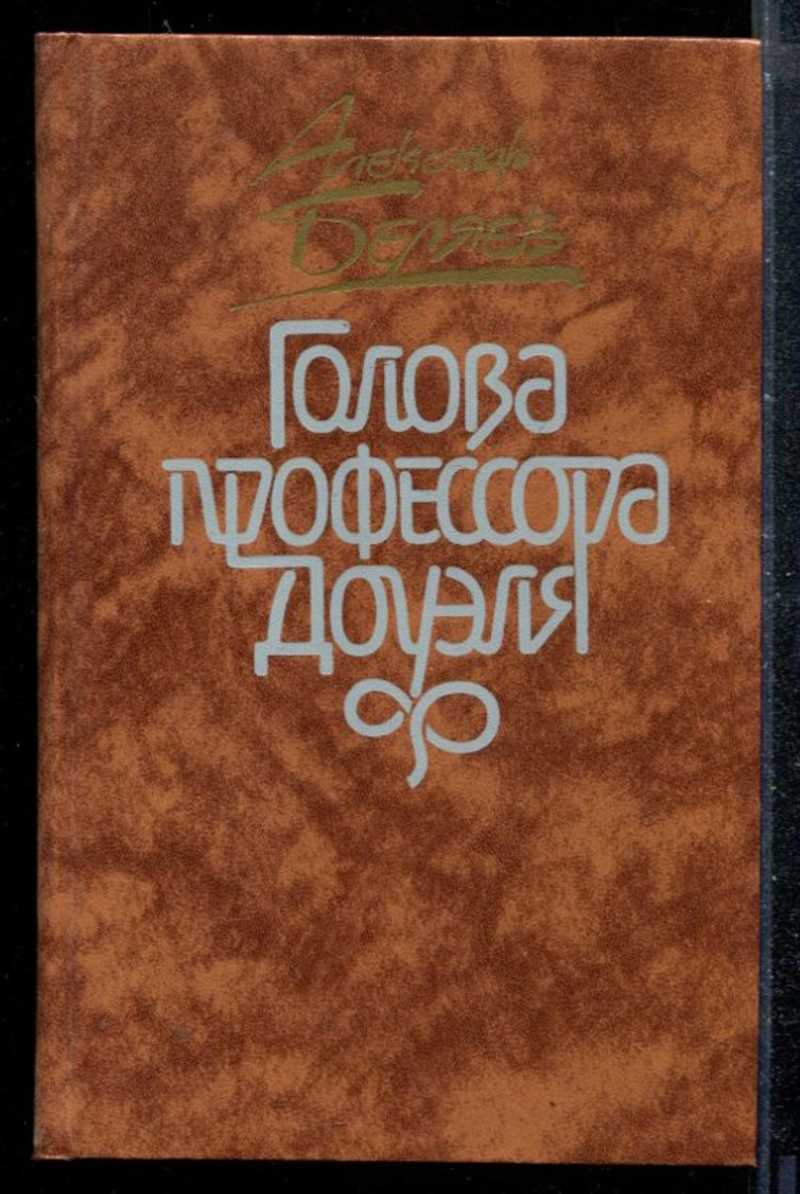 Александр
Беляев
Голова
профессора
Доуэля